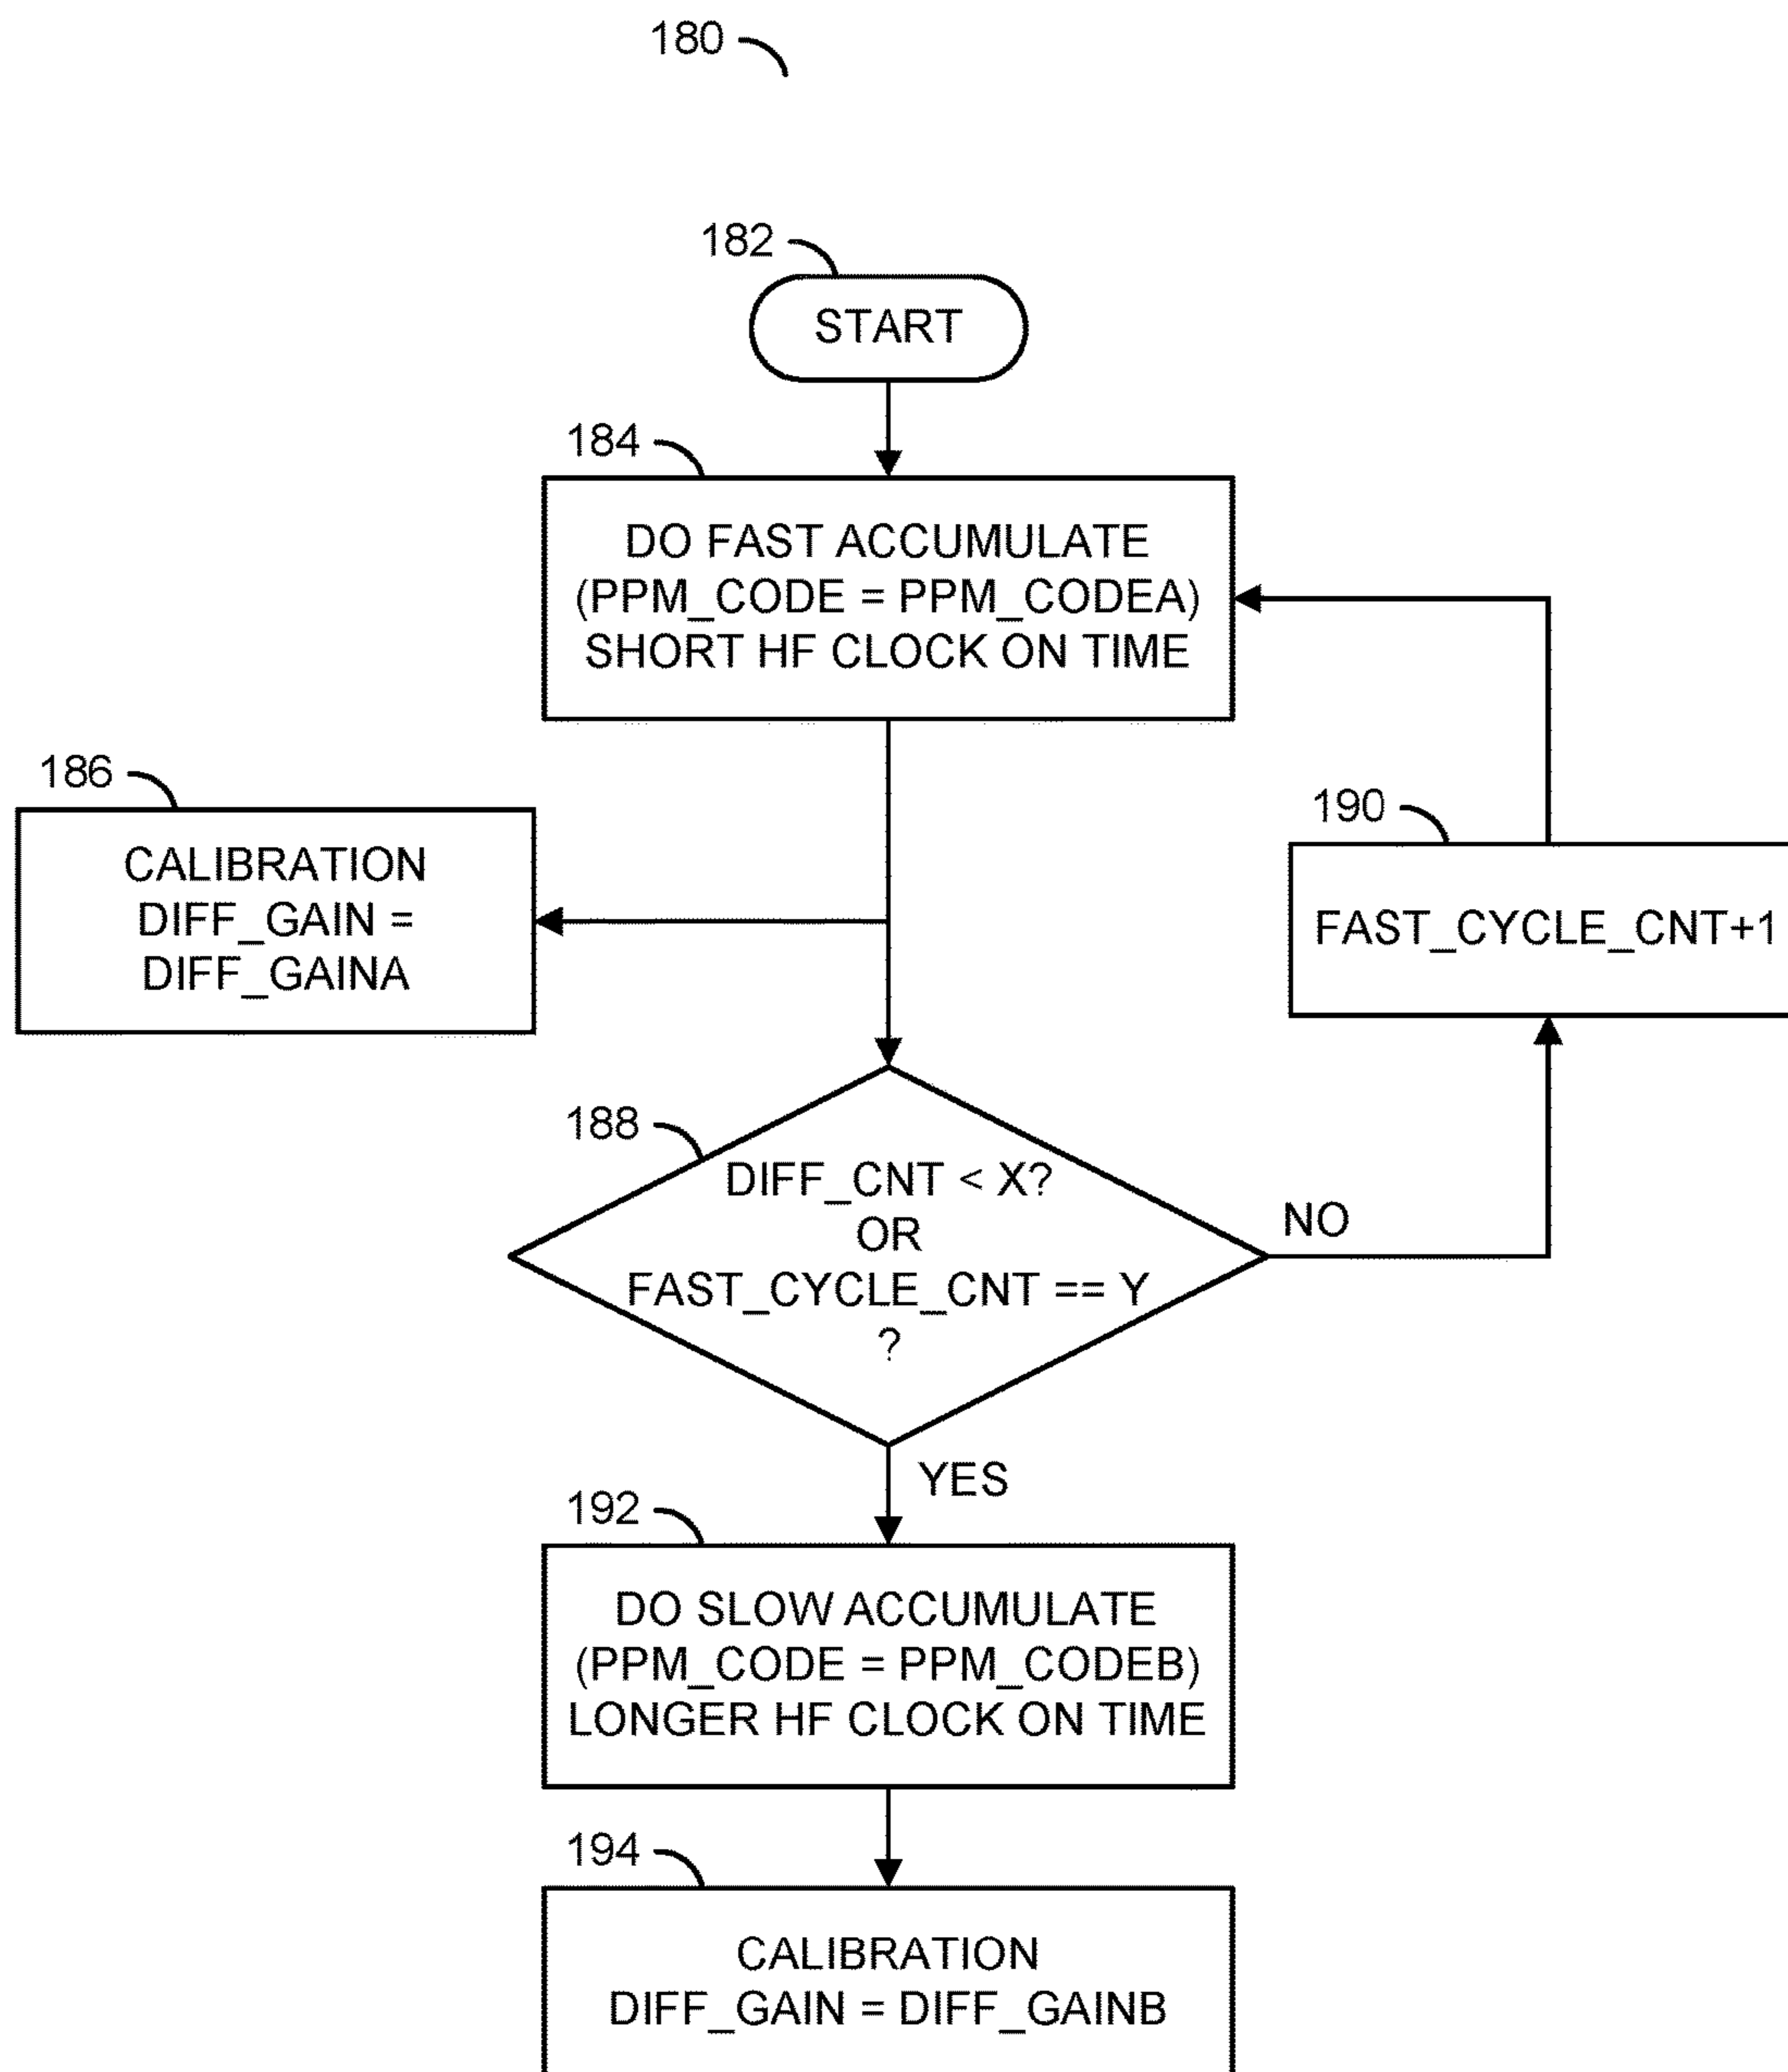 180
182
START
184
DO FAST ACCUMULATE
(PPM_CODE = PPM_CODEA)
SHORT HF CLOCK ON TIME
186
CALIBRATION
DIFF_GAIN =
DIFF_GAINA
190
FAST_CYCLE_CNT+1
188
DIFF_CNT < X?
OR
FAST_CYCLE_CNT == Y
?
NO
YES
192
DO SLOW ACCUMULATE
(PPM_CODE = PPM_CODEB)
LONGER HF CLOCK ON TIME
194
CALIBRATION
DIFF_GAIN = DIFF_GAINB